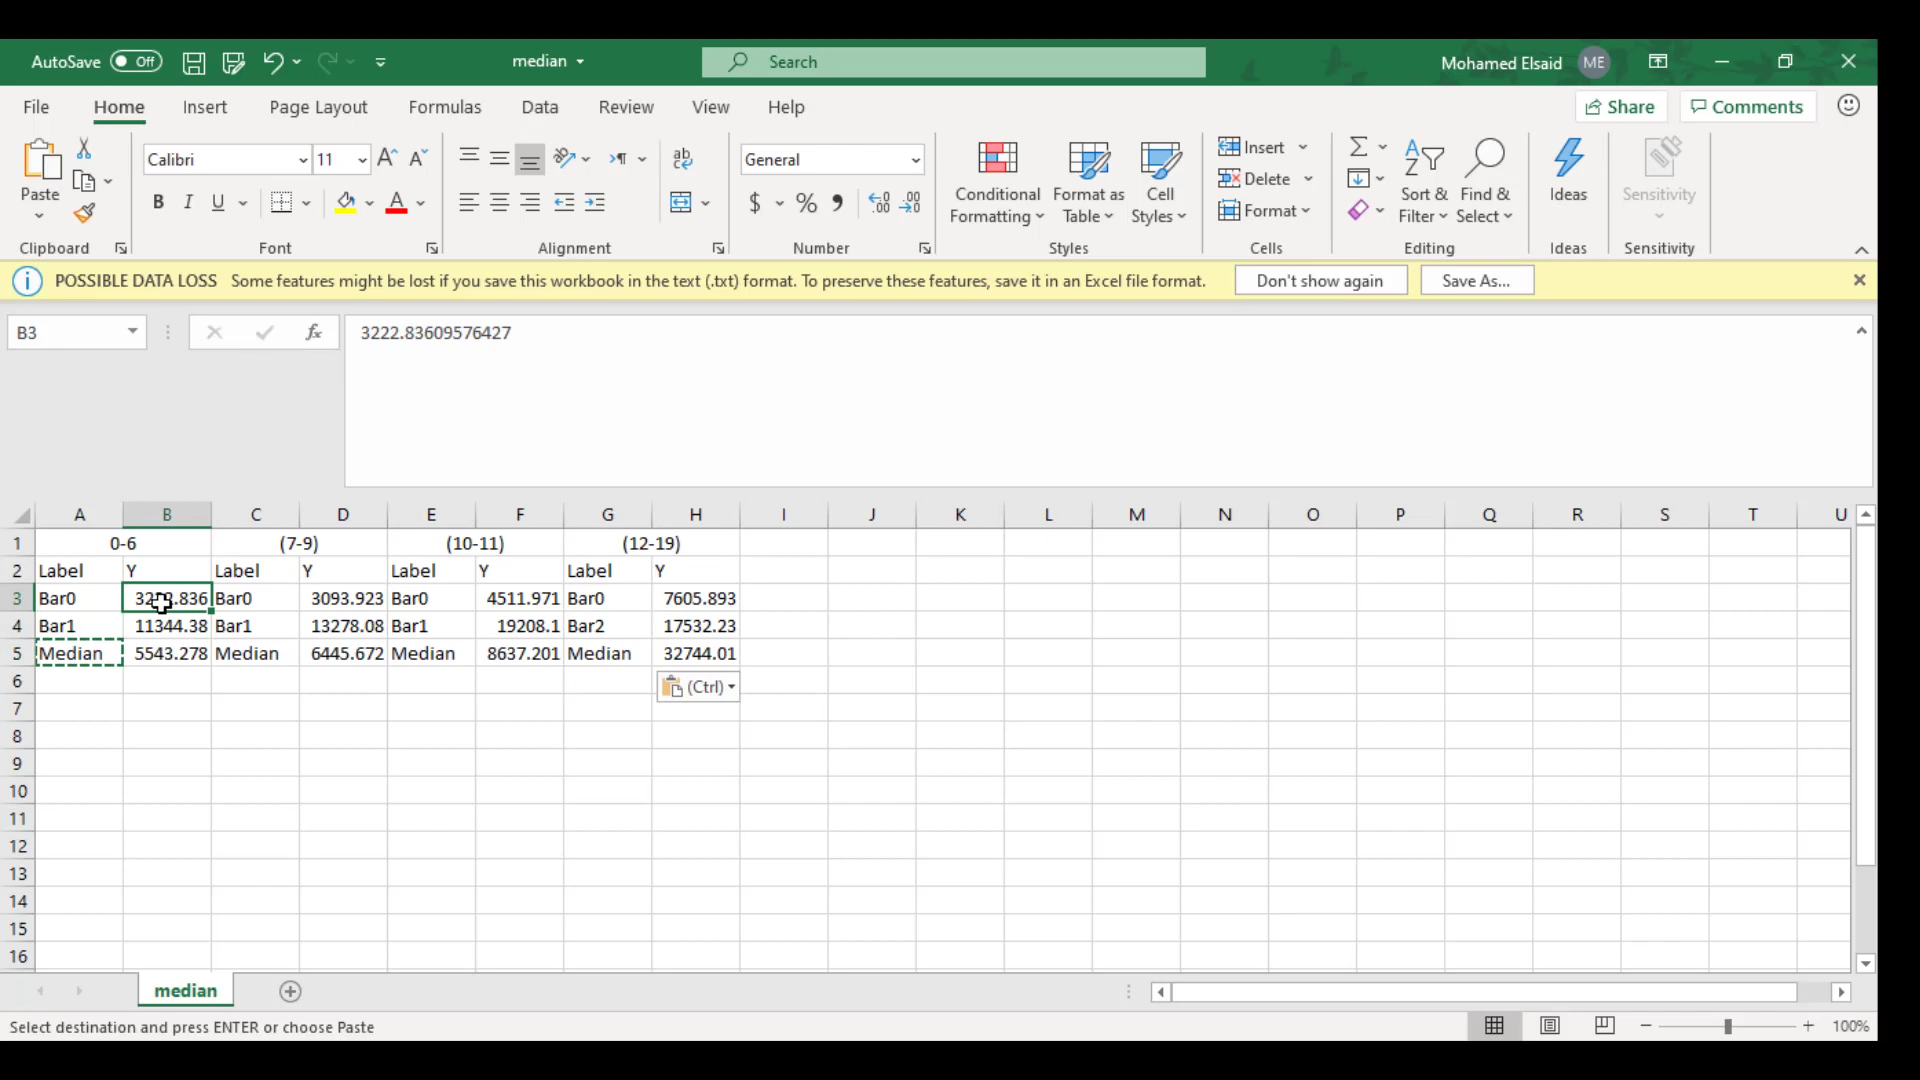 AutoSave Off median Search Mohamed Elsaid ME
File Home Insert Page Layout Formulas Data Review View Help Share Comments
Paste Calibri 11 General Conditional Formatting Format as Table Cell Styles Insert Delete Format Sort & Filter Find & Select Ideas Sensitivity
Clipboard Font Alignment Number Styles Cells Editing Ideas Sensitivity
POSSIBLE DATA LOSS Some features might be lost if you save this workbook in the text (.txt) format. To preserve these features, save it in an Excel file format. Don't show again Save As...
B3 fx 3222.83609576427
A B C D E F G H I J K L M N O P Q R S T U
1 0-6 (7-9) (10-11) (12-19)
2 Label Y Label Y Label Y Label Y
3 Bar0 Bar0 3093.923 Bar0 4511.971 Bar0 7605.893
4 Bar1 11344.38 Bar1 13278.08 Bar1 19208.1 Bar2 17532.23
5 Median 5543.278 Median 6445.672 Median 8637.201 Median 32744.01
6 (Ctrl)
7
8
9
10
11
12
13
14
15
16
median
Select destination and press ENTER or choose Paste 100%